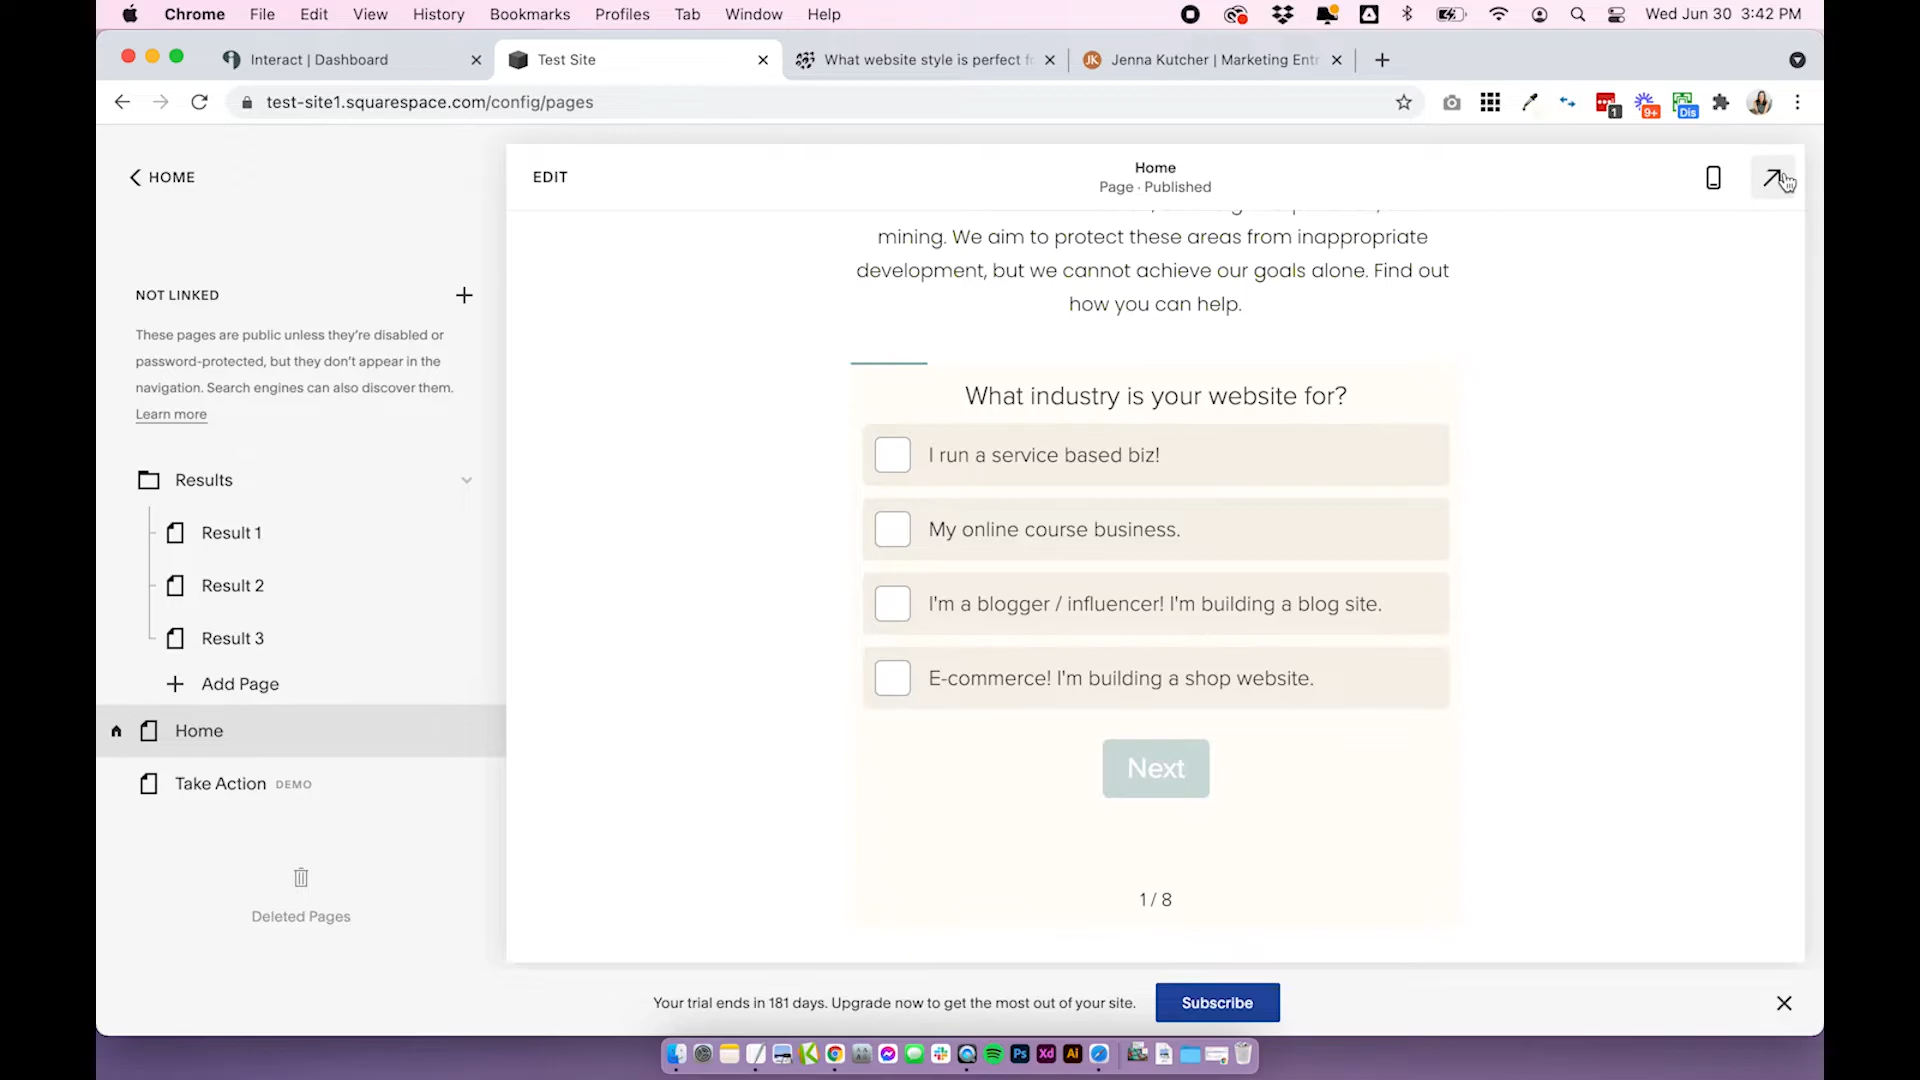 Chrome File Edit View History Bookmarks Profiles Tab Window Help Wed Jun 30 3:42 PM
Interact | Dashboard Test Site What website style is perfect f Jenna Kutcher | Marketing Entr
test-site1.squarespace.com/config/pages 1 9+ Dis
HOME
EDIT
Home
Page · Published
mining. We aim to protect these areas from inappropriate
development, but we cannot achieve our goals alone. Find out
how you can help.
NOT LINKED
These pages are public unless they're disabled or
password-protected, but they don't appear in the
navigation. Search engines can also discover them.
Learn more
Results
Result 1
Result 2
Result 3
Add Page
Home
Take Action DEMO
Deleted Pages
What industry is your website for?
I run a service based biz!
My online course business.
I'm a blogger / influencer! I'm building a blog site.
E-commerce! I'm building a shop website.
Next
1 / 8
Your trial ends in 181 days. Upgrade now to get the most out of your site. Subscribe
Ps Xd Ai